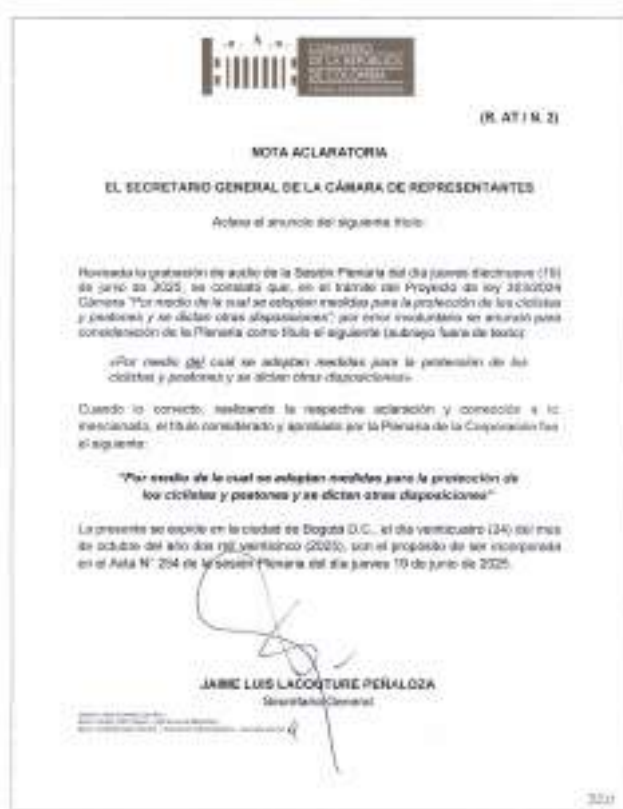 CONGRESO
DE LA REPÚBLICA
DE COLOMBIA
(R. AT I N. 2)
NOTA ACLARATORIA
EL SECRETARIO GENERAL DE LA CÁMARA DE REPRESENTANTES
Aclara el anuncio del siguiente título:
Revisada la grabación de audio de la Sesión Plenaria del día jueves diecinueve (19)
de junio de 2025, se constató que, en el trámite del Proyecto de ley
Cámara "Por medio de la cual se adoptan medidas para la protección de los ciclistas
y peatones y se dictan otras disposiciones"; por error involuntario se anunció para
consideración de la Plenaria como título el siguiente (subrayo fuera de texto):
«Por medio del cual se adoptan medidas para la protección de los
ciclistas y peatones y se dictan otras disposiciones»
Cuando lo correcto, realizando la respectiva aclaración y corrección a lo
mencionado, el título considerado y aprobado por la Plenaria de la Corporación fue
el siguiente:
"Por medio de la cual se adoptan medidas para la protección de
los ciclistas y peatones y se dictan otras disposiciones"
La presente se expide en la ciudad de Bogotá D.C., el día veinticuatro (24) del mes
de octubre del año dos mil veinticinco (2025), con el propósito de ser incorporada
en el Acta N° 254 de la sesión Plenaria del día jueves 19 de junio de 2025.
JAIME LUIS LACOUTURE PEÑALOZA
Secretario General